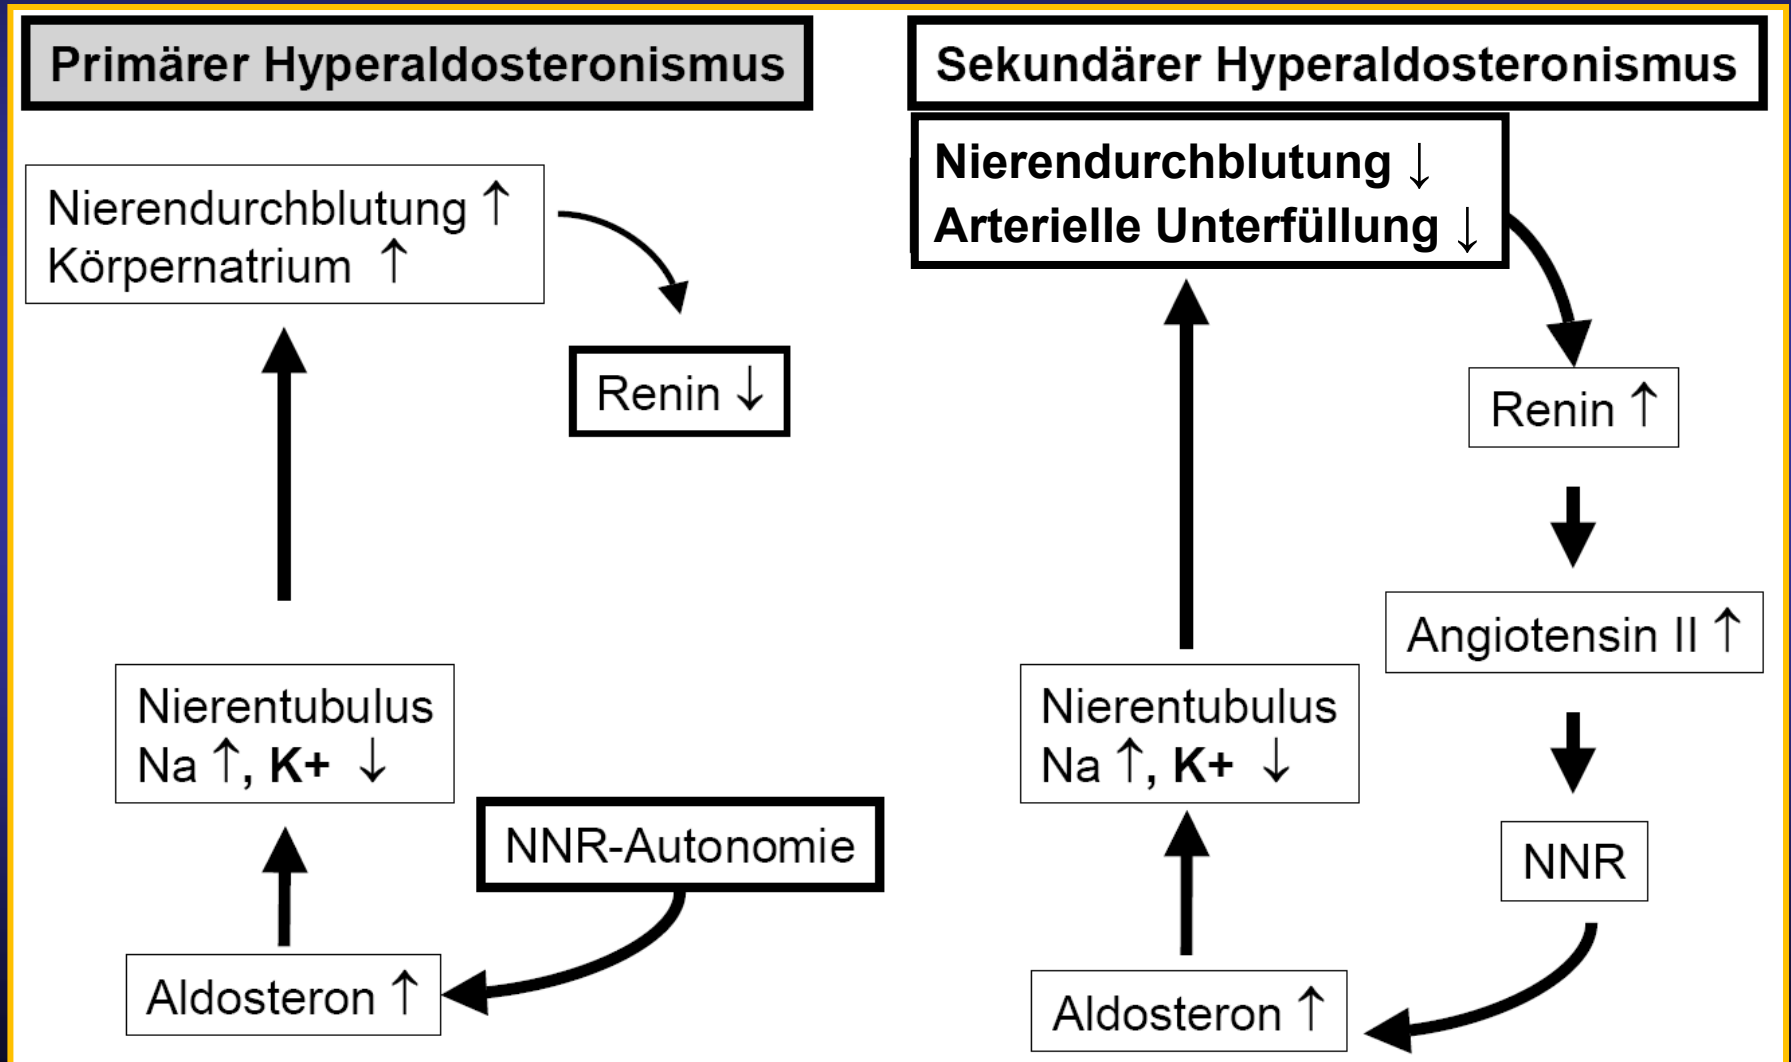 Primärer Hyperaldosteronismus
Nierendurchblutung ↑
Körpernatrium ↑
Renin ↓
Nierentubulus
Na ↑, K+ ↓
NNR-Autonomie
Aldosteron ↑
Sekundärer Hyperaldosteronismus
Nierendurchblutung ↓
Arterielle Unterfüllung ↓
Renin ↑
Angiotensin II ↑
Nierentubulus
Na ↑, K+ ↓
NNR
Aldosteron ↑